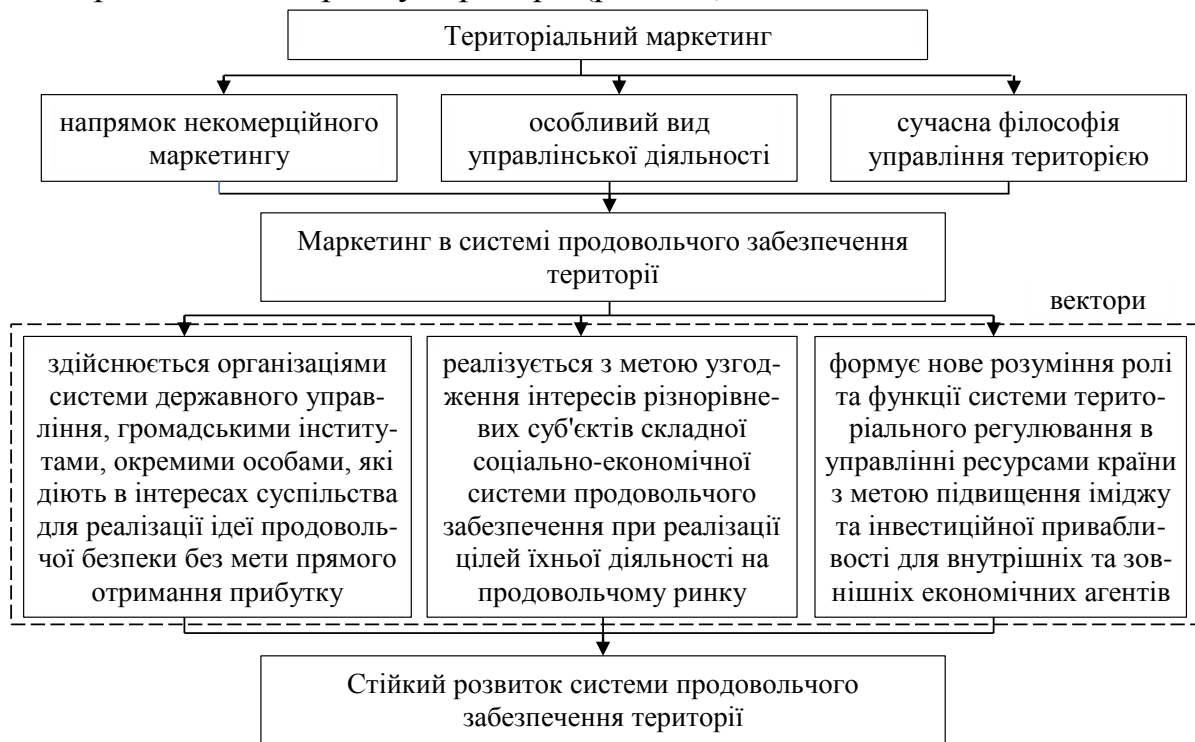 Територіальний маркетинг
напрямок некомерційного
маркетингу
особливий вид
управлінської діяльності
сучасна філософія
управління територією
Маркетинг в системі продовольчого забезпечення
території
вектори
здійснюється організаціями
системи державного управ-
ління, громадськими інститу-
тами, окремими особами, які
діють в інтересах суспільства
для реалізації ідеї продоволь-
чої безпеки без мети прямого
отримання прибутку
реалізується з метою узгод-
ження інтересів різнорівне-
вих суб'єктів складної
соціально-економічної
системи продовольчого
забезпечення при реалізації
цілей їхньої діяльності на
продовольчому ринку
формує нове розуміння ролі
та функції системи терито-
ріального регулювання в
управлінні ресурсами країни
з метою підвищення іміджу
та інвестиційної привабли-
вості для внутрішніх та зов-
нішніх економічних агентів
Стійкий розвиток системи продовольчого
забезпечення території